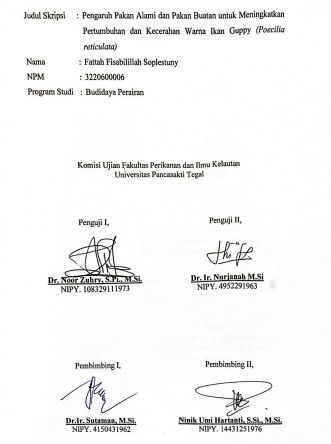 Judul Skripsi : Pengaruh Pakan Alami dan Pakan Buatan untuk Meningkatkan
Pertumbuhan dan Kecerahan Warna Ikan Guppy (Poecilia
reticulata)
Nama : Fattah Fisabilillah Soplestuny
NPM : 3220600006
Program Studi : Budidaya Perairan
Komisi Ujian Fakultas Perikanan dan Ilmu Kelautan
Universitas Pancasakti Tegal
Penguji I,
Penguji II,
Dr. Noor Zuhry, S.Pi., M.Si.
NIPY. 108329111973
Dr. Ir. Nurjanah M.Si
NIPY. 4952291963
Pembimbing I,
Pembimbing II,
Dr.Ir. Sutaman, M.Si.
NIPY. 4150431962
Ninik Umi Hartanti, S.Si., M.Si.
NIPY. 14431251976